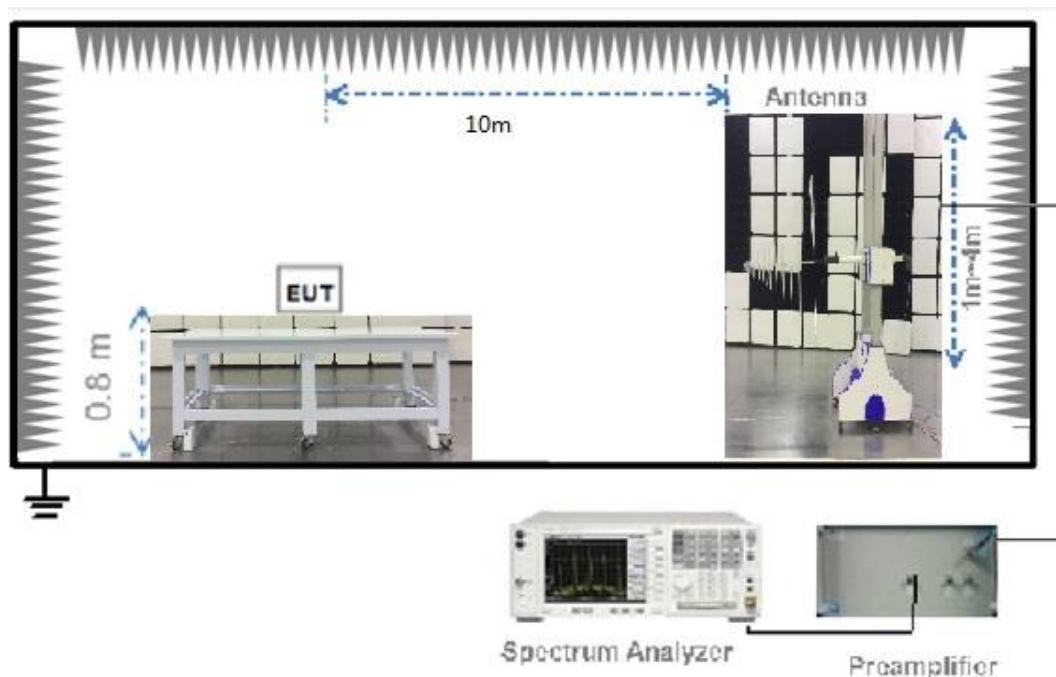 Antenna
10m
1m~4m
EUT
0.8 m
Spectrum Analyzer
Preamplifier